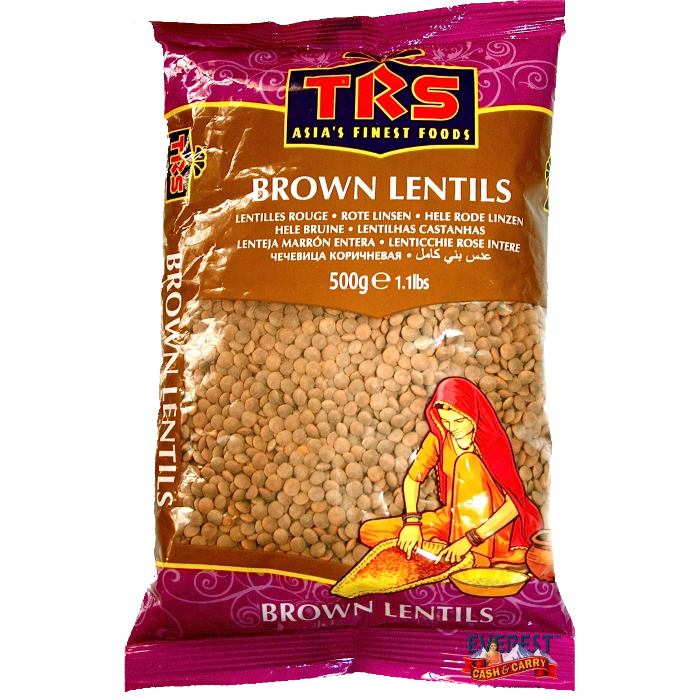 TRS
ASIA'S FINEST FOODS
BROWN LENTILS
LENTILLES ROUGE • ROTE LINSEN • HELE RODE LINZEN
HELE BRUINE • LENTILHAS CASTANHAS
LENTEJA MARRÓN ENTERA • LENTICCHIE ROSE INTERE
ЧЕЧЕВИЦА КОРИЧНЕВАЯ • عدس بني كامل
500g e 1.1lbs
TRS
BROWN LENTILS
BROWN LENTILS
EVEREST
CASH & CARRY